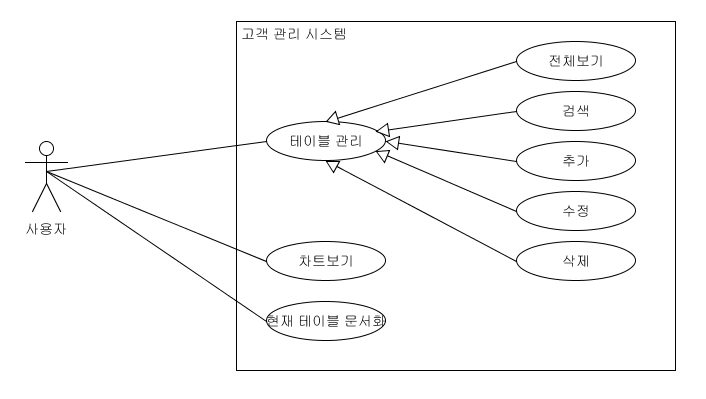 고객 관리 시스템
전체보기
검색
테이블 관리
추가
수정
사용자
차트보기
삭제
현재 테이블 문서화